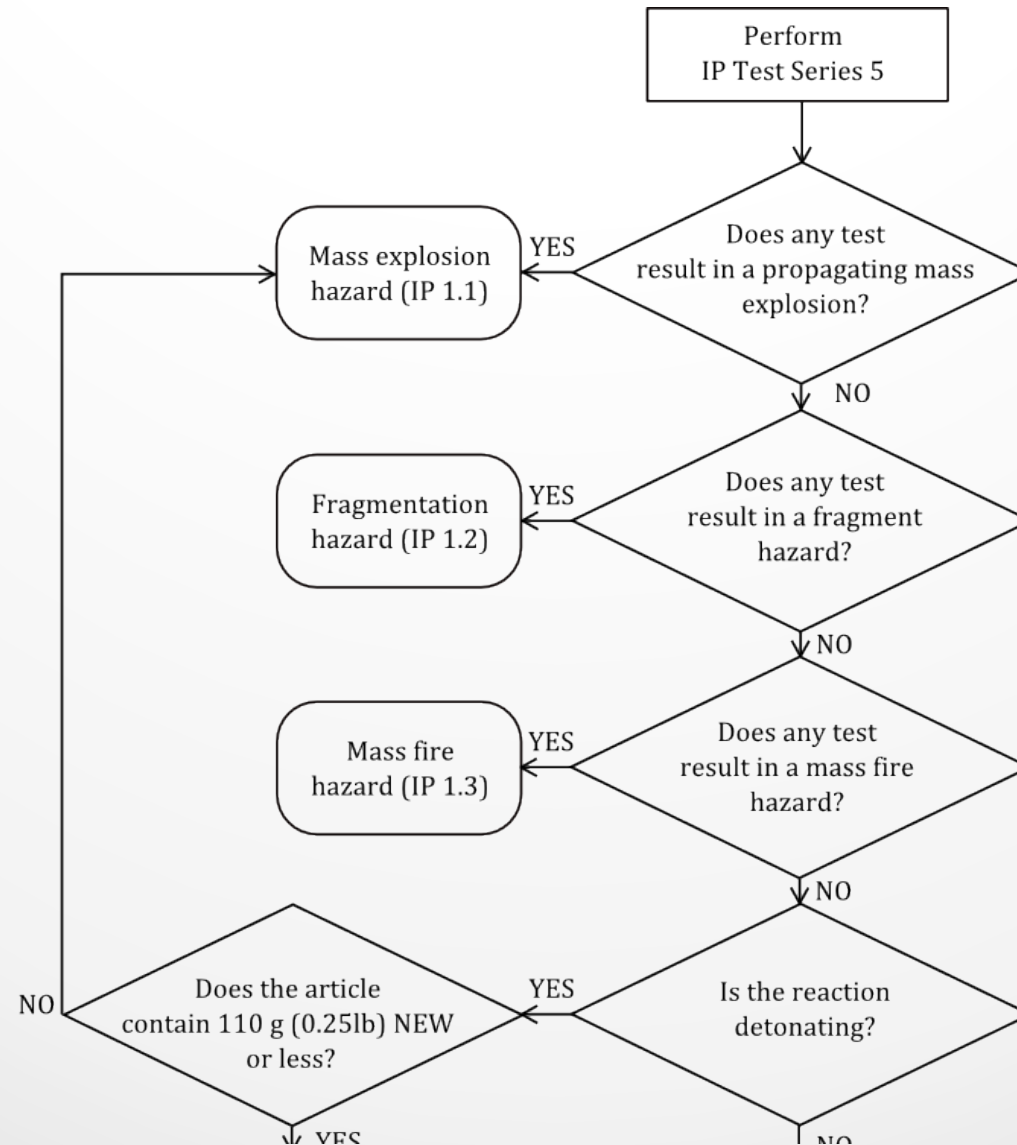 Perform
IP Test Series 5
Does any test
result in a propagating mass
explosion?
YES
Mass explosion
hazard (IP 1.1)
NO
Does any test
result in a fragment
hazard?
YES
Fragmentation
hazard (IP 1.2)
NO
Does any test
result in a mass fire
hazard?
YES
Mass fire
hazard (IP 1.3)
NO
Is the reaction
detonating?
YES
Does the article
contain 110 g (0.25lb) NEW
or less?
NO
YES
NO